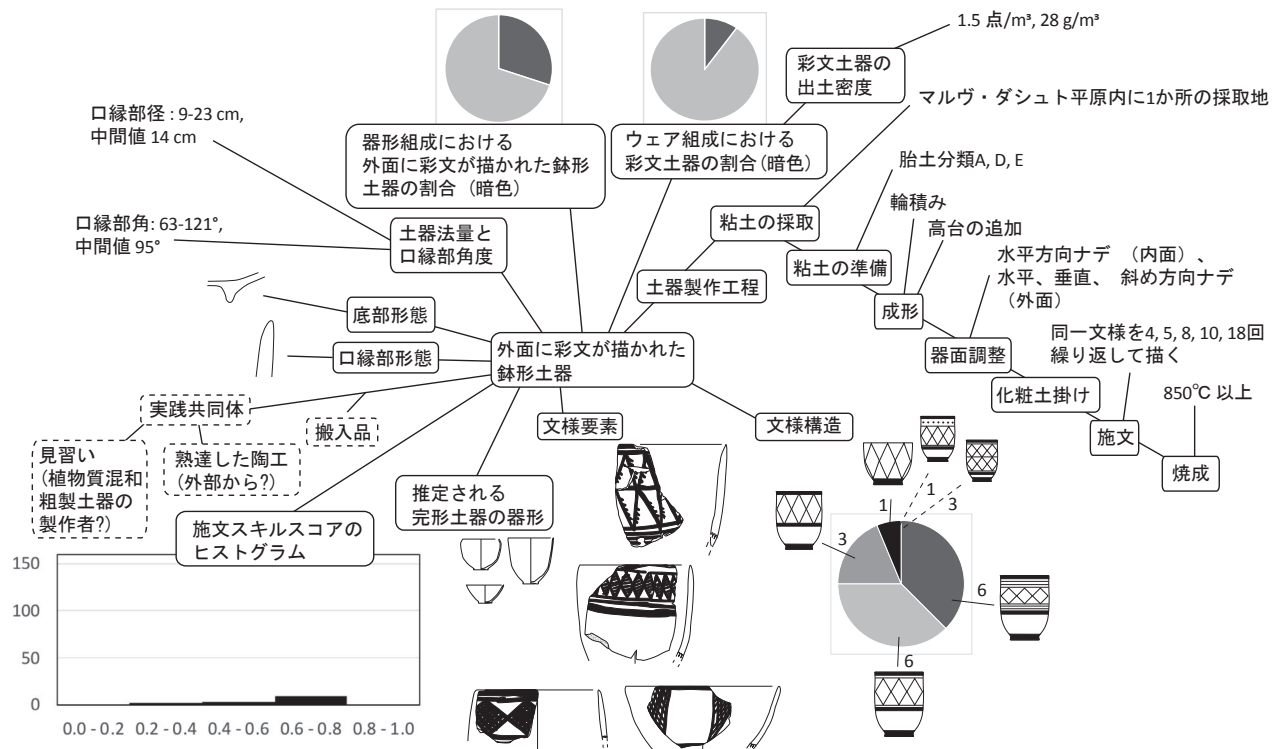 1.5 点/m³, 28 g/m³
彩文土器の
出土密度
マルヴ・ダシュト平原内に1か所の採取地
口縁部径 : 9-23 cm,
中間値 14 cm
器形組成における
外面に彩文が描かれた鉢形
土器の割合 (暗色)
ウェア組成における
彩文土器の割合 (暗色)
胎土分類A, D, E
輪積み
高台の追加
粘土の採取
口縁部角: 63-121°,
中間値 95°
土器法量と
口縁部角度
粘土の準備
水平方向ナデ (内面)、
水平、垂直、 斜め方向ナデ
(外面)
土器製作工程
成形
底部形態
同一文様を4, 5, 8, 10, 18回
繰り返して描く
口縁部形態
外面に彩文が描かれた
鉢形土器
器面調整
化粧土掛け
850℃ 以上
実践共同体
搬入品
文様要素
文様構造
施文
見習い
(植物質混和
粗製土器の
製作者?)
熟達した陶工
(外部から?)
焼成
推定される
完形土器の器形
施文スキルスコアの
ヒストグラム
1
1
3
3
6
6
150
100
50
0
0.0 - 0.2
0.2 - 0.4
0.4 - 0.6
0.6 - 0.8
0.8 - 1.0